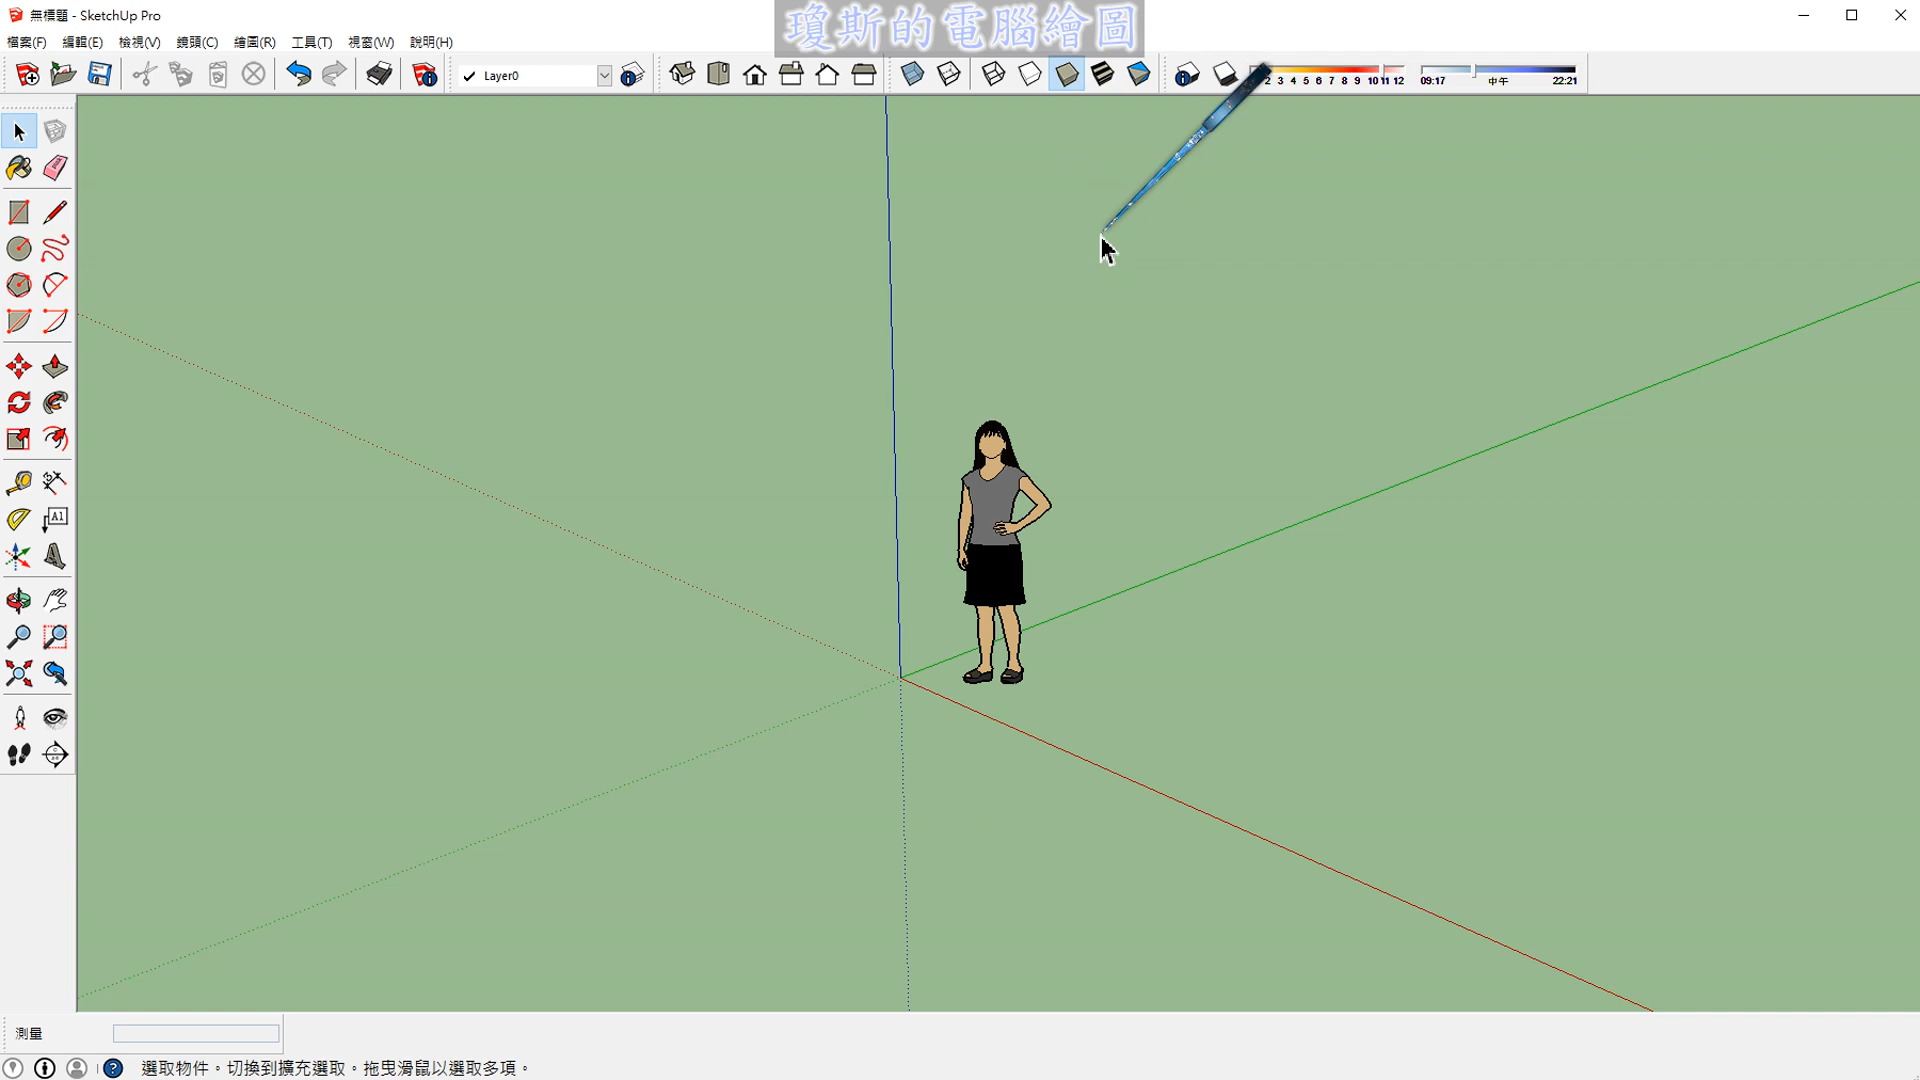 無標題 - SketchUp Pro
瓊斯的電腦繪圖
檔案(F) 編輯(E) 檢視(V) 鏡頭(C) 繪圖(R) 工具(T) 視窗(W) 說明(H)
Layer0
2 3 4 5 6 7 8 9 10 11 12 09:17 中午 22:21
A1
測量
選取物件。切換到擴充選取。拖曳滑鼠以選取多項。